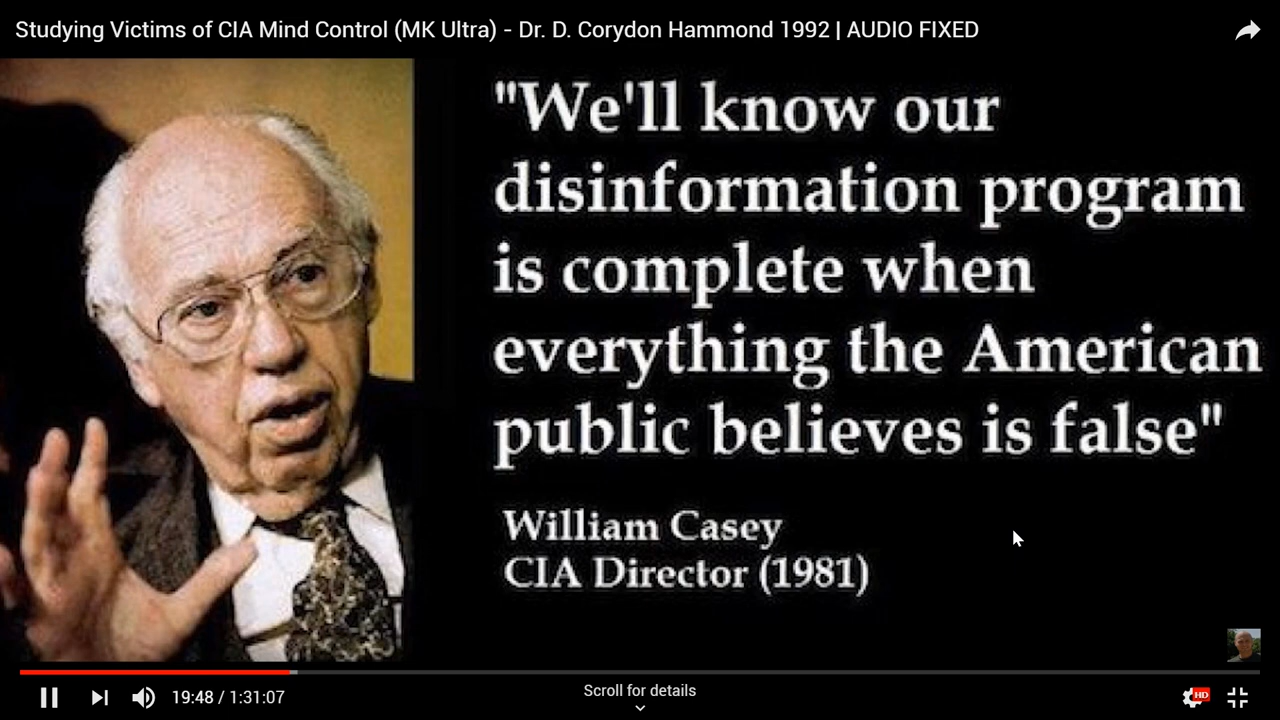 Studying Victims of CIA Mind Control (MK Ultra) - Dr. D. Corydon Hammond 1992 | AUDIO FIXED
"We'll know our
disinformation program
is complete when
everything the American
public believes is false"
William Casey
CIA Director (1981)
19:48 / 1:31:07
Scroll for details
HD